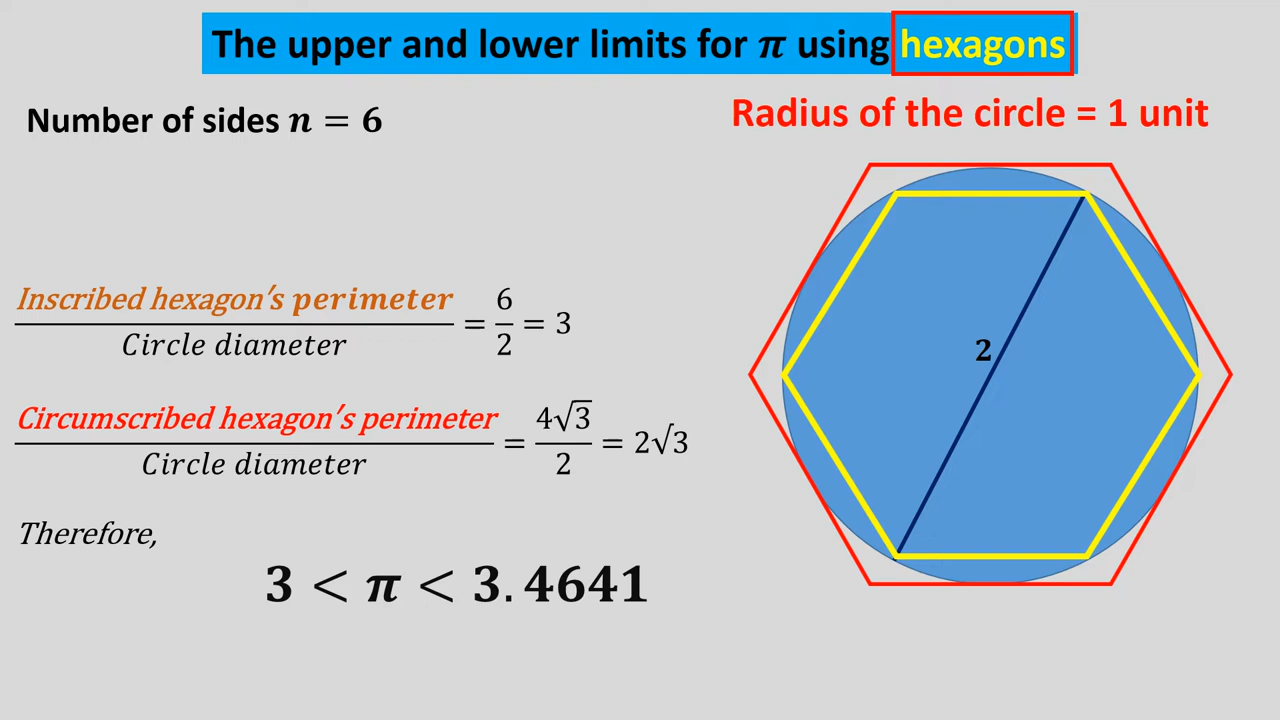 The upper and lower limits for π using hexagons
Number of sides n = 6
Radius of the circle = 1 unit
Inscribed hexagon's perimeter / Circle diameter = 6/2 = 3
Circumscribed hexagon's perimeter / Circle diameter = 4√3/2 = 2√3
Therefore,
3 < π < 3.4641
2